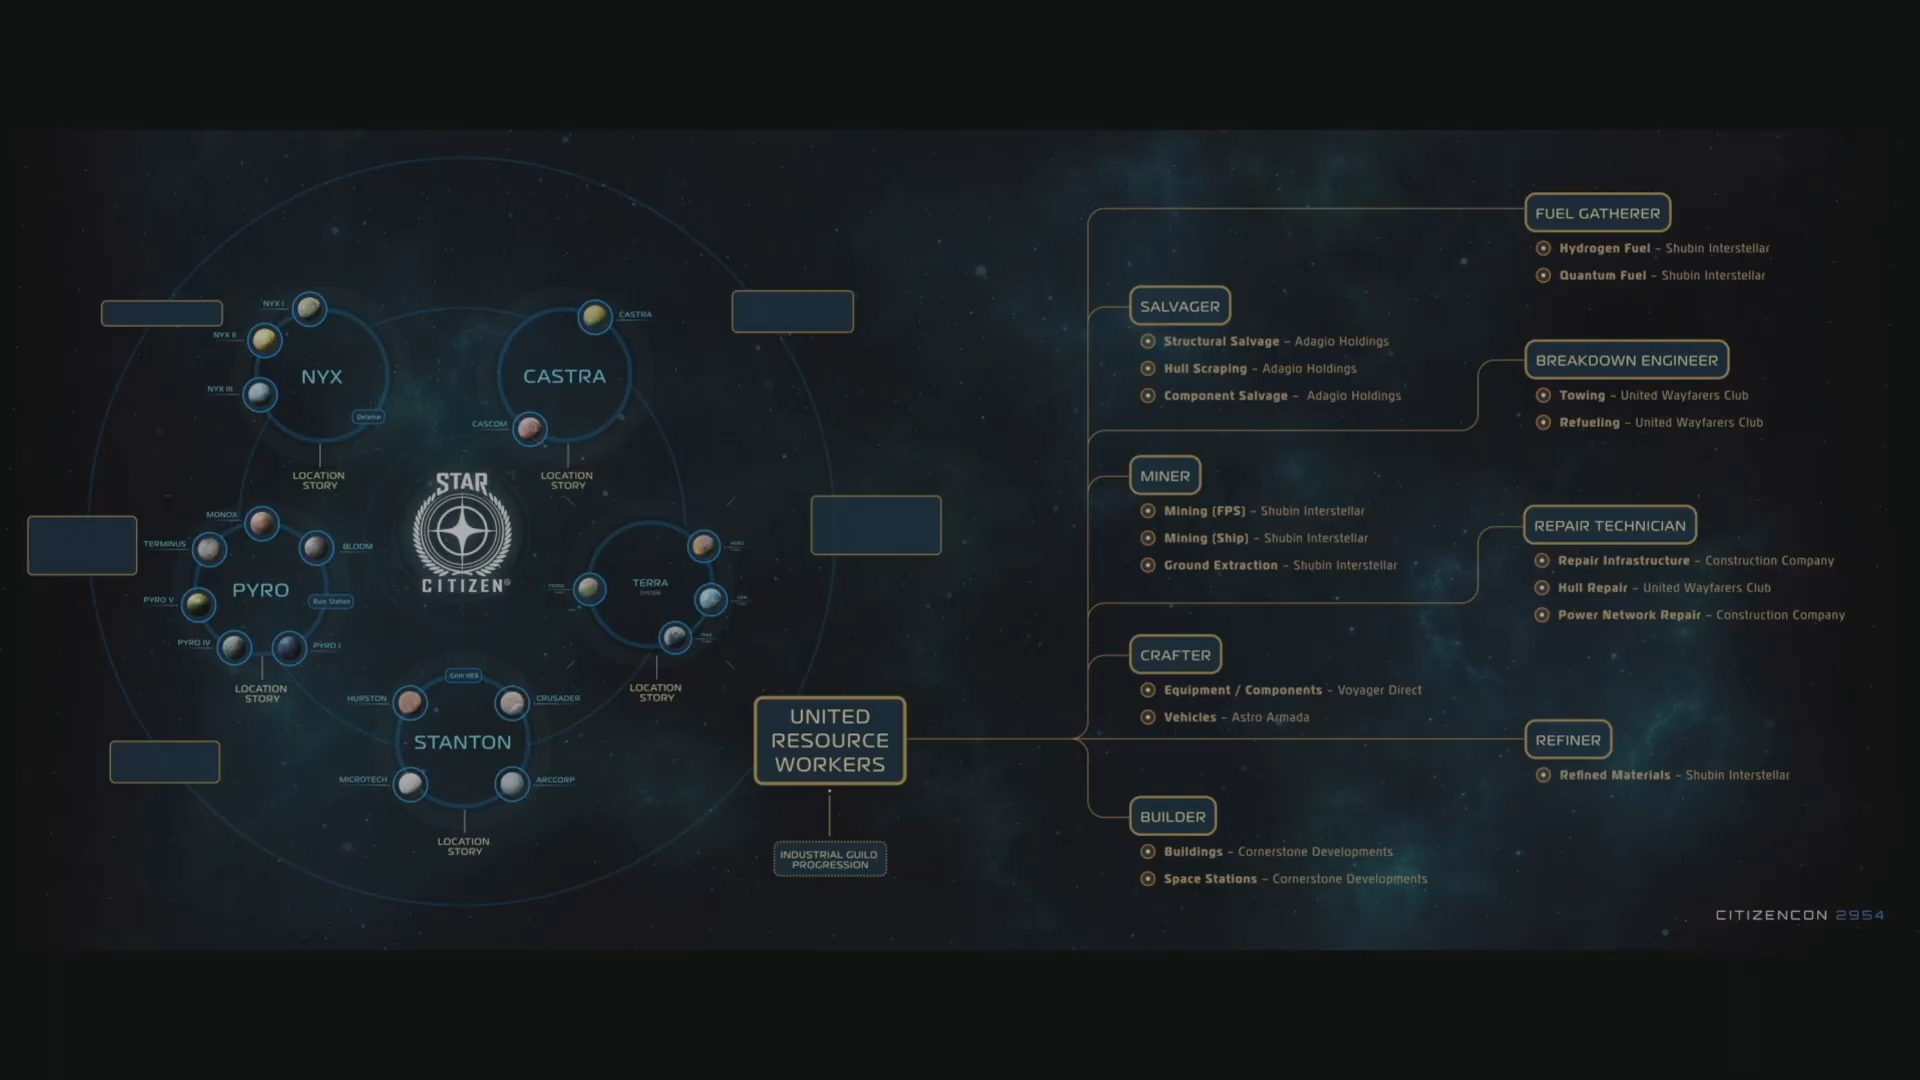 NYX I
NYX II
NYX III
NYX
Delamar
LOCATION
STORY
CASTRA
CASTRA
CASCOM
LOCATION
STORY
STAR
CITIZEN®
MONOX
TERMINUS
BLOOM
PYRO
PYRO V
Ruin Station
PYRO IV
PYRO I
LOCATION
STORY
TERRA
SYSTEM
LOCATION
STORY
Grim HEX
HURSTON
CRUSADER
STANTON
MICROTECH
ARCCORP
LOCATION
STORY
UNITED
RESOURCE
WORKERS
INDUSTRIAL GUILD
PROGRESSION
SALVAGER
Structural Salvage – Adagio Holdings
Hull Scraping – Adagio Holdings
Component Salvage – Adagio Holdings
MINER
Mining (FPS) – Shubin Interstellar
Mining (Ship) – Shubin Interstellar
Ground Extraction – Shubin Interstellar
CRAFTER
Equipment / Components – Voyager Direct
Vehicles – Astro Armada
BUILDER
Buildings – Cornerstone Developments
Space Stations – Cornerstone Developments
FUEL GATHERER
Hydrogen Fuel – Shubin Interstellar
Quantum Fuel – Shubin Interstellar
BREAKDOWN ENGINEER
Towing – United Wayfarers Club
Refueling – United Wayfarers Club
REPAIR TECHNICIAN
Repair Infrastructure – Construction Company
Hull Repair – United Wayfarers Club
Power Network Repair – Construction Company
REFINER
Refined Materials – Shubin Interstellar
CITIZENCON 2954